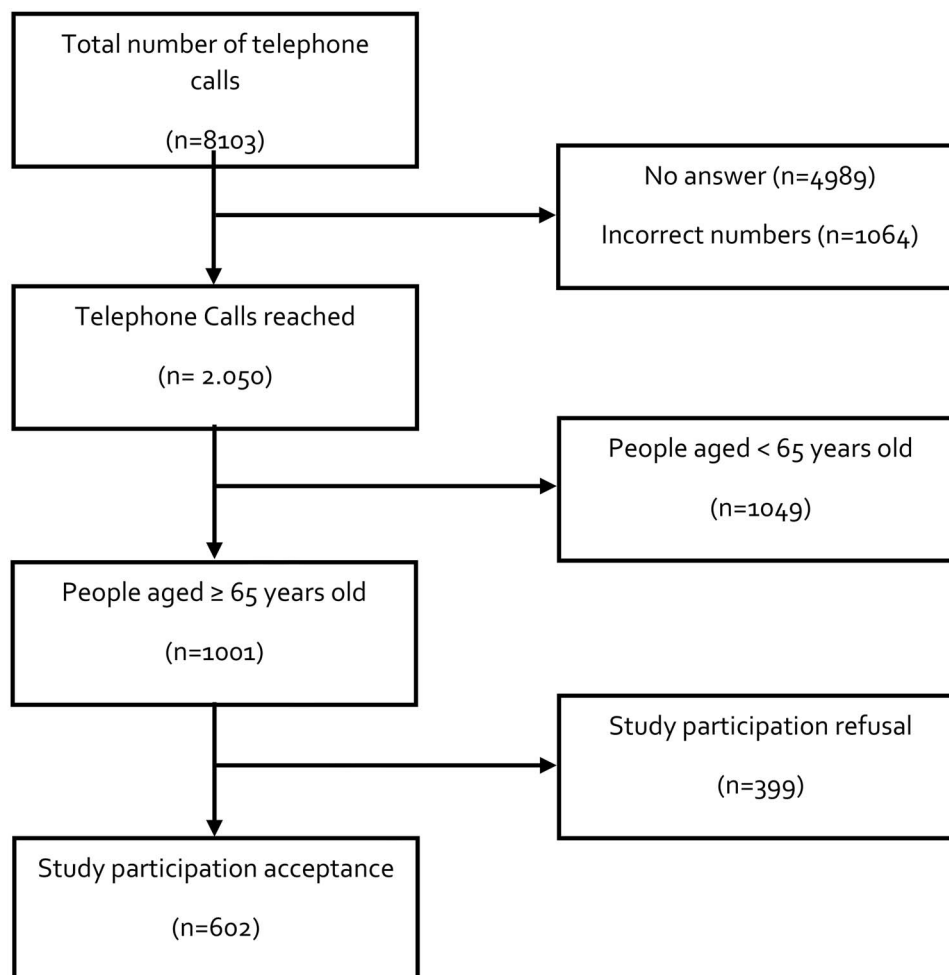 Total number of telephone
calls
(n=8103)
No answer (n=4989)
Incorrect numbers (n=1064)
Telephone Calls reached
(n= 2.050)
People aged < 65 years old
(n=1049)
People aged ≥ 65 years old
(n=1001)
Study participation refusal
(n=399)
Study participation acceptance
(n=602)